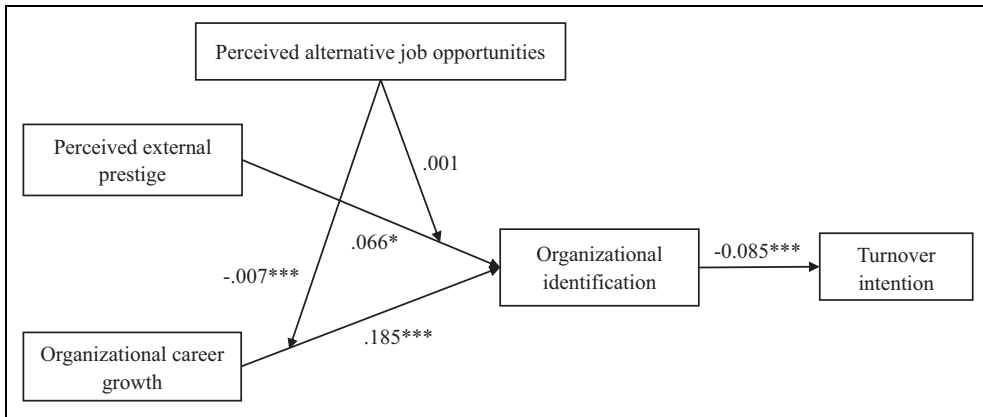 Perceived alternative job opportunities
Perceived external
prestige
.001
.066*
Organizational
identification
-0.085***
Turnover
intention
-.007***
.185***
Organizational career
growth